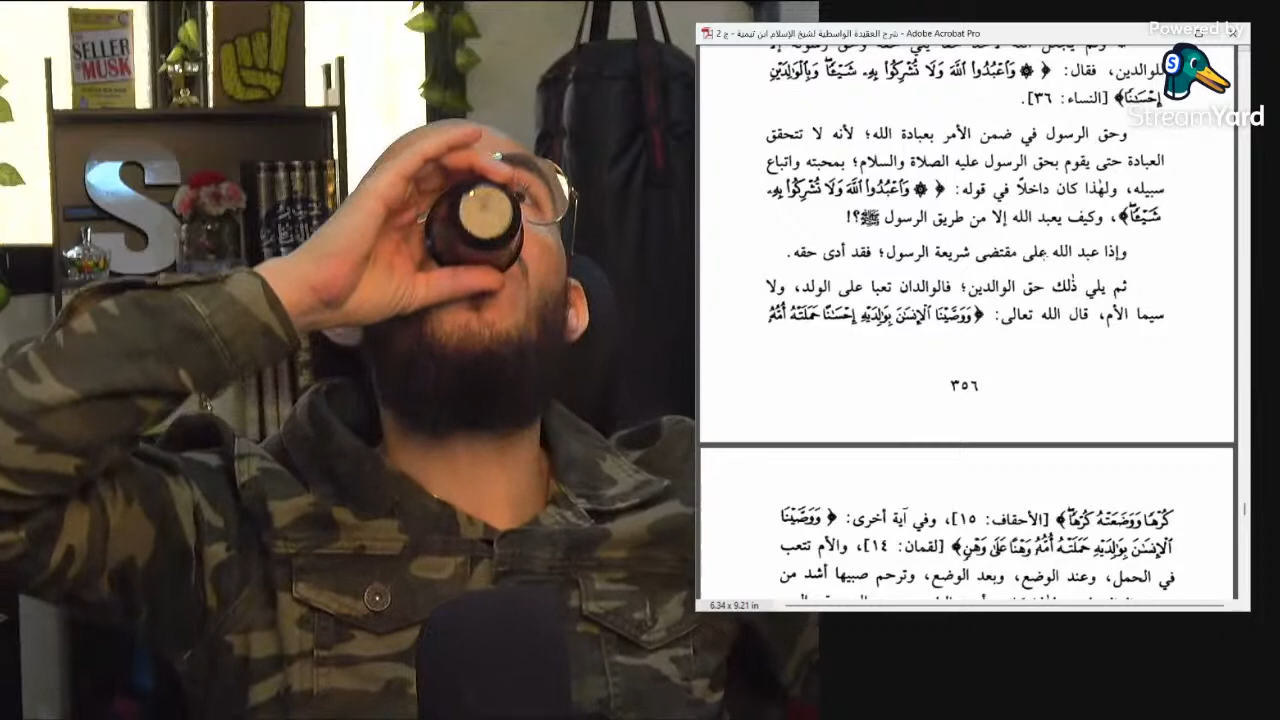 SELLER
OF MUSK
S
شرح العقيدة الواسطية لشيخ الإسلام ابن تيمية - ج 2 - Adobe Acrobat Pro
Powered by
S
StreamYard
للوالدين، فقال: ﴿ ۞ وَاعْبُدُوا اللَّهَ وَلَا تُشْرِكُوا بِهِ شَيْئًا وَبِالْوَالِدَيْنِ
إِحْسَانًا﴾ [النساء: ٣٦].
وحق الرسول في ضمن الأمر بعبادة الله؛ لأنه لا تتحقق
العبادة حتى يقوم بحق الرسول عليه الصلاة والسلام؛ بمحبته واتباع
سبيله، ولهٰذا كان داخلاً في قوله: ﴿ ۞ وَاعْبُدُوا اللَّهَ وَلَا تُشْرِكُوا بِهِ
شَيْئًا﴾، وكيف يعبد الله إلا من طريق الرسول ﷺ؟!
وإذا عبد الله على مقتضى شريعة الرسول؛ فقد أدى حقه.
ثم يلي ذٰلك حق الوالدين؛ فالوالدان تعبا على الولد، ولا
سيما الأم، قال الله تعالى: ﴿ وَوَصَّيْنَا الْإِنْسَانَ بِوَالِدَيْهِ إِحْسَانًا حَمَلَتْهُ أُمُّهُ
٣٥٦
كُرْهًا وَوَضَعَتْهُ كُرْهًا﴾ [الأحقاف: ١٥]، وفي آية أخرى: ﴿ وَوَصَّيْنَا
الْإِنْسَانَ بِوَالِدَيْهِ حَمَلَتْهُ أُمُّهُ وَهْنًا عَلَىٰ وَهْنٍ﴾ [لقمان: ١٤]، والأم تتعب
في الحمل، وعند الوضع، وبعد الوضع، وترحم صبيها أشد من
6.34 x 9.21 in